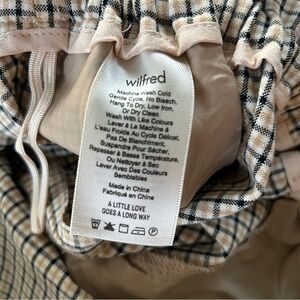 wilfred
Machine Wash Cold
Gentle Cycle, No Bleach,
Hang To Dry, Low Iron,
Or Dry Clean
Wash With Like Colours
Laver À La Machine À
L'eau Froide Au Cycle Délicat,
Pas De Blanchiment,
Suspendre Pour Sécher
Repasser À Basse Température,
Ou Nettoyer À Sec
Laver Avec Des Couleurs
Semblables
Made in China
Fabriqué en China
A LITTLE LOVE
GOES A LONG WAY